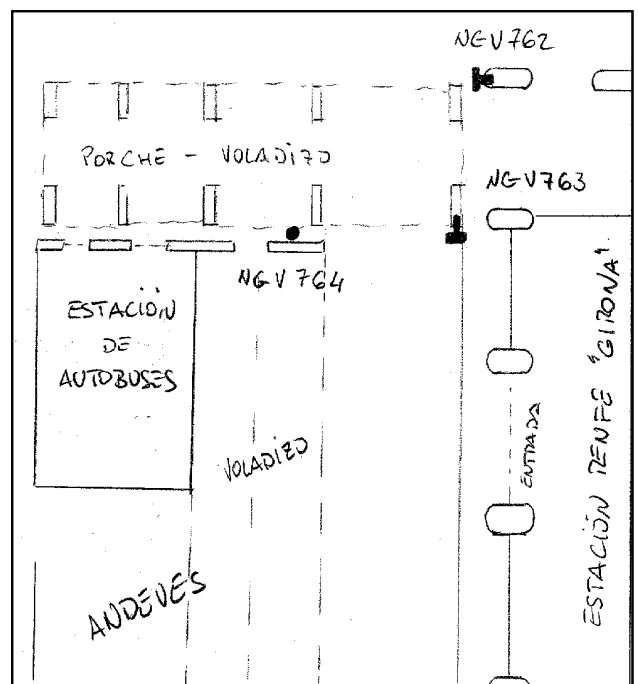 NGV762
PORCHE - VOLADIZO
NGV763
NGV764
ESTACIÓN
DE
AUTOBUSES
VOLADIZO
ANDENES
ENTRADA
ESTACIÓN RENFE "GIRONA"